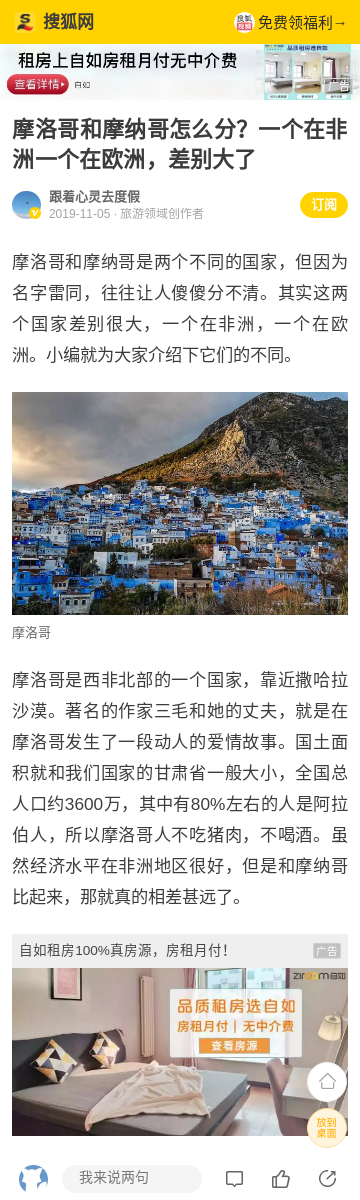 搜狐网
搜狐
视频
免费领福利→
租房上自如房租月付无中介费
查看详情
自如
品质租房选自如
广告
摩洛哥和摩纳哥怎么分？一个在非
洲一个在欧洲，差别大了
跟着心灵去度假
2019-11-05 · 旅游领域创作者
订阅
摩洛哥和摩纳哥是两个不同的国家，但因为
名字雷同，往往让人傻傻分不清。其实这两
个国家差别很大，一个在非洲，一个在欧
洲。小编就为大家介绍下它们的不同。
摩洛哥
摩洛哥是西非北部的一个国家，靠近撒哈拉
沙漠。著名的作家三毛和她的丈夫，就是在
摩洛哥发生了一段动人的爱情故事。国土面
积就和我们国家的甘肃省一般大小，全国总
人口约3600万，其中有80%左右的人是阿拉
伯人，所以摩洛哥人不吃猪肉，不喝酒。虽
然经济水平在非洲地区很好，但是和摩纳哥
比起来，那就真的相差甚远了。
自如租房100%真房源，房租月付！
广告
ziroom自如
品质租房选自如
房租月付｜无中介费
查看房源
放到
桌面
我来说两句